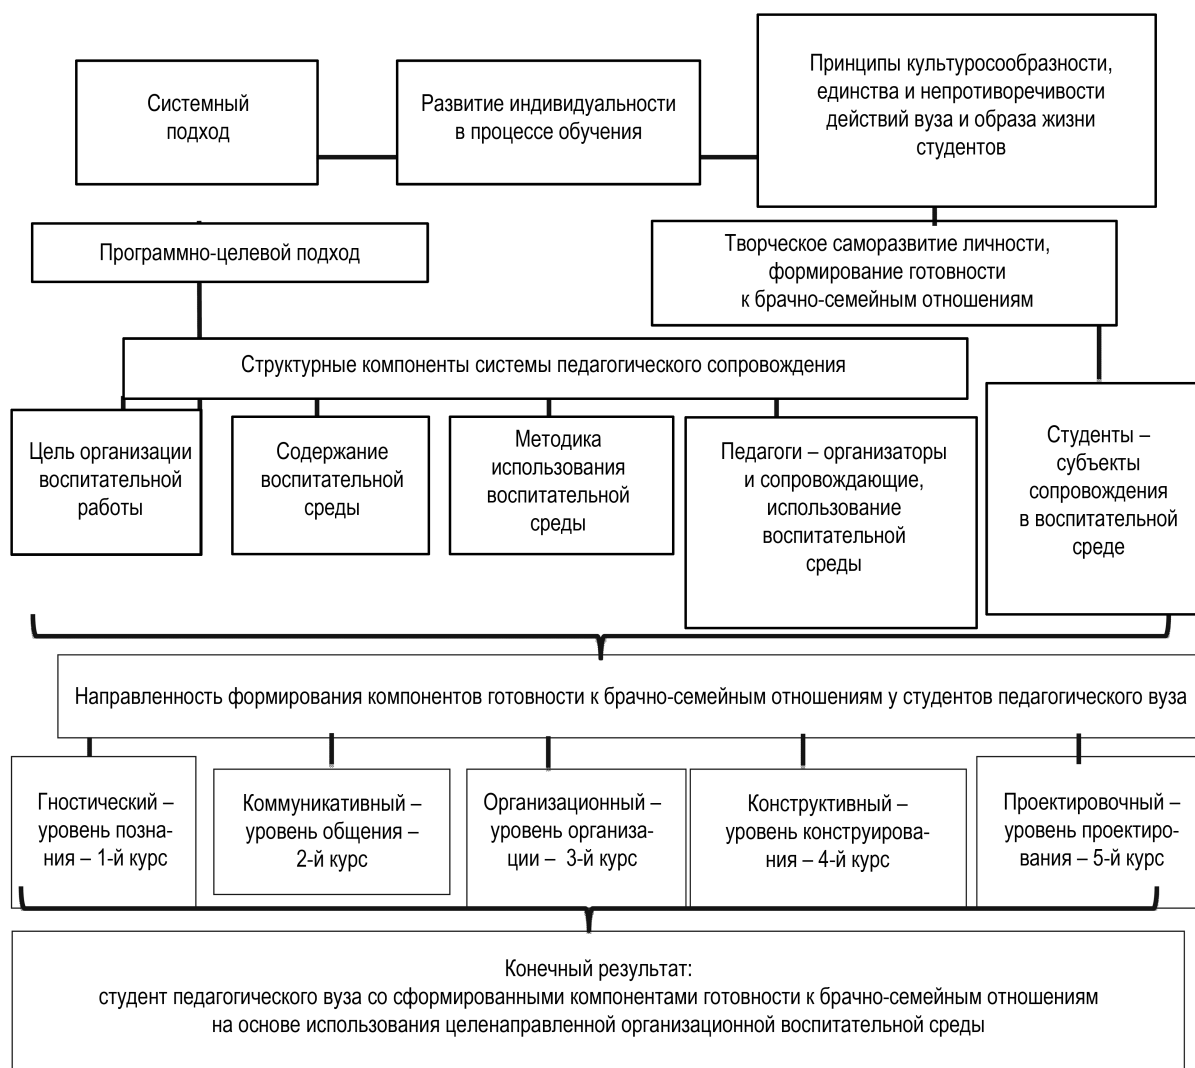 Системный
подход
Развитие индивидуальности
в процессе обучения
Принципы культуросообразности,
единства и непротиворечивости
действий вуза и образа жизни
студентов
Программно-целевой подход
Творческое саморазвитие личности,
формирование готовности
к брачно-семейным отношениям
Структурные компоненты системы педагогического сопровождения
Цель организации
воспитательной
работы
Содержание
воспитательной
среды
Методика
использования
воспитательной
среды
Педагоги – организаторы
и сопровождающие,
использование
воспитательной
среды
Студенты –
субъекты
сопровождения
в воспитательной
среде
Направленность формирования компонентов готовности к брачно-семейным отношениям у студентов педагогического вуза
Гностический –
уровень позна-
ния – 1-й курс
Коммуникативный –
уровень общения –
2-й курс
Организационный –
уровень организа-
ции – 3-й курс
Конструктивный –
уровень конструирова-
ния – 4-й курс
Проектировочный –
уровень проектиро-
вания – 5-й курс
Конечный результат:
студент педагогического вуза со сформированными компонентами готовности к брачно-семейным отношениям
на основе использования целенаправленной организационной воспитательной среды